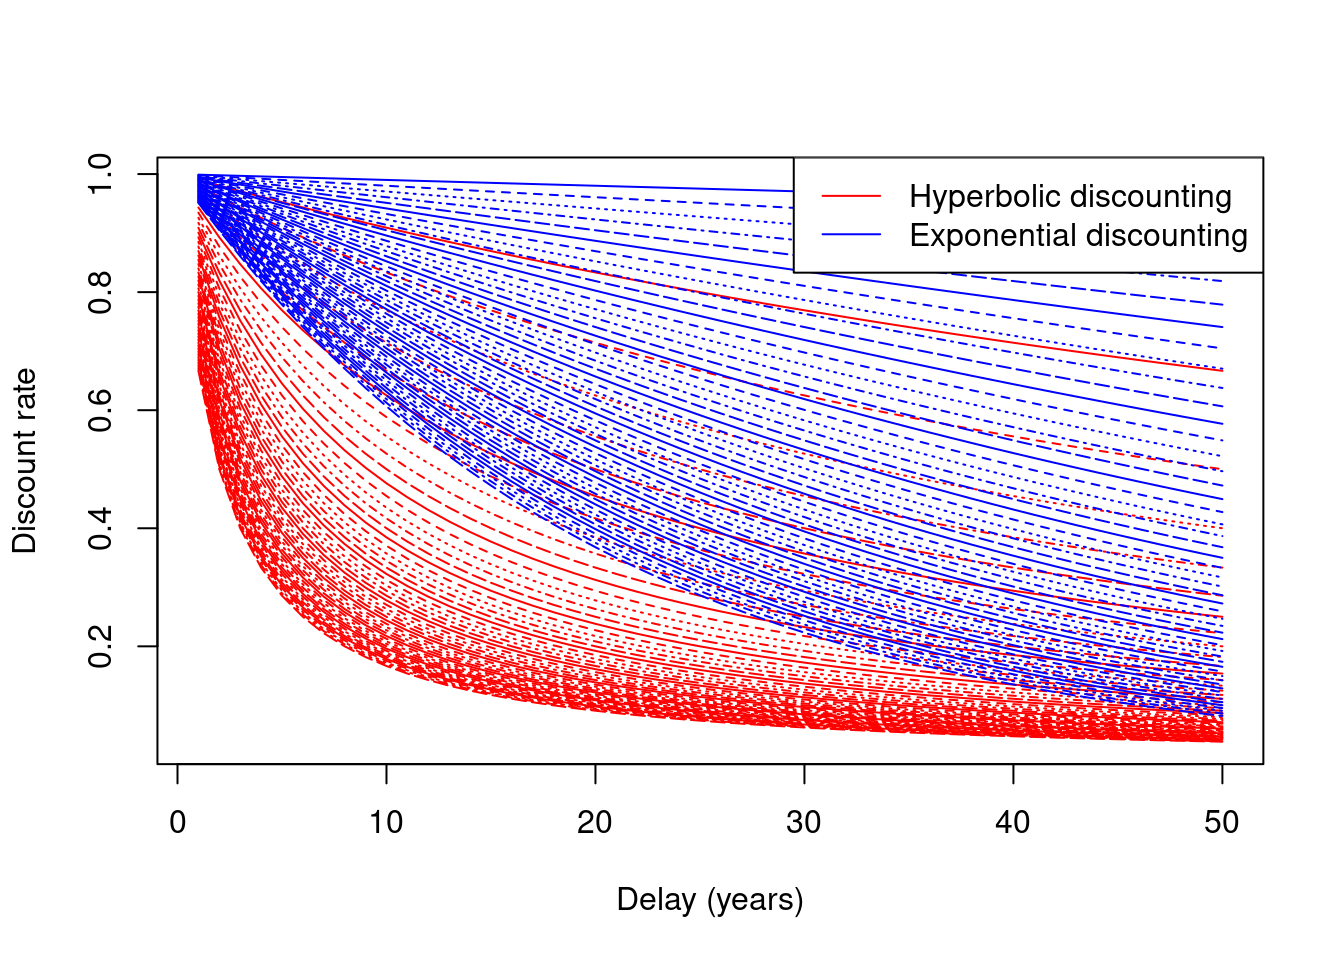 Hyperbolic discounting
Exponential discounting
Discount rate
1.0
0.8
0.6
0.4
0.2
0 10 20 30 40 50
Delay (years)